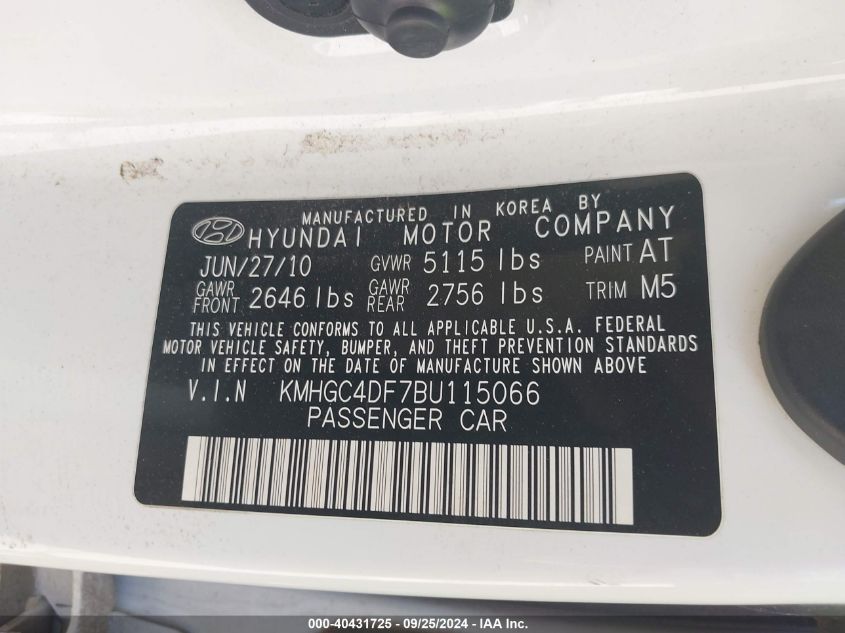 MANUFACTURED IN KOREA BY
HYUNDAI MOTOR COMPANY
JUN/27/10 GVWR 5115 lbs PAINT AT
GAWR FRONT 2646 lbs GAWR REAR 2756 lbs TRIM M5
THIS VEHICLE CONFORMS TO ALL APPLICABLE U.S.A. FEDERAL
MOTOR VEHICLE SAFETY, BUMPER, AND THEFT PREVENTION STANDARDS
IN EFFECT ON THE DATE OF MANUFACTURE SHOWN ABOVE
V.I.N KMHGC4DF7BU115066
PASSENGER CAR
000-40431725 - 09/25/2024 - IAA Inc.